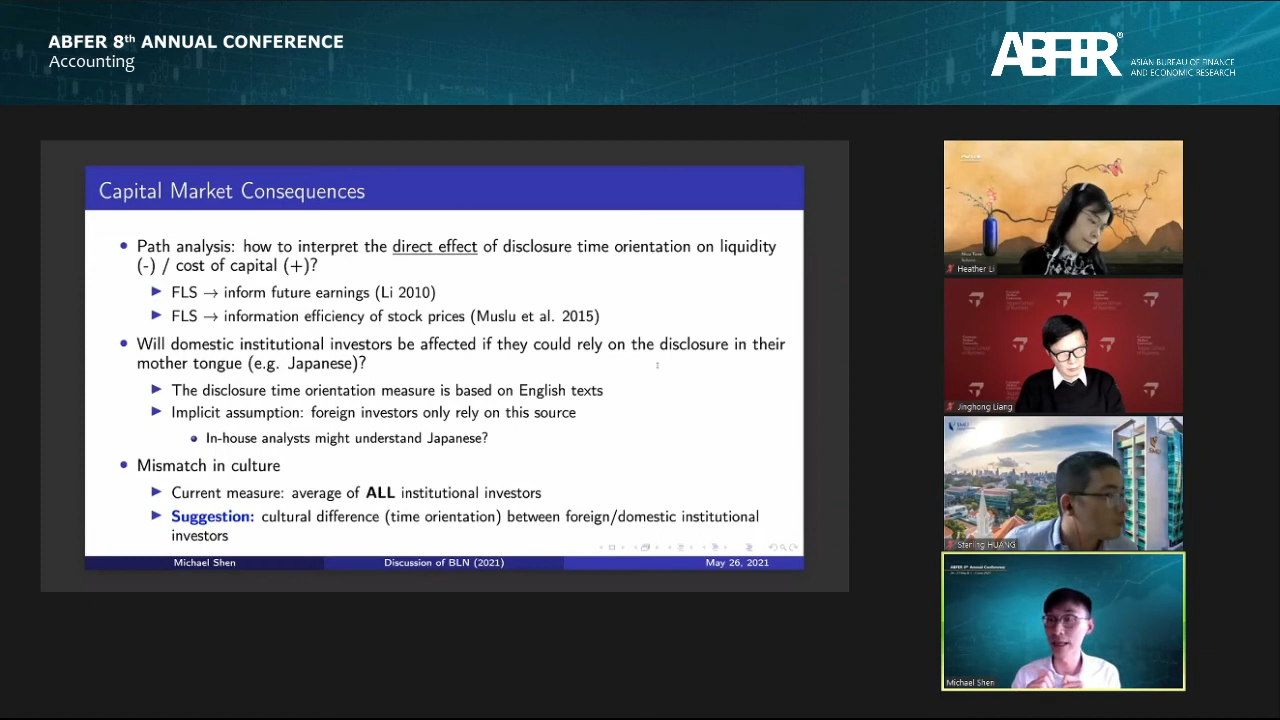 ABFER 8th ANNUAL CONFERENCE
Accounting
ABFER®
ASIAN BUREAU OF FINANCE
AND ECONOMIC RESEARCH
Capital Market Consequences
• Path analysis: how to interpret the direct effect of disclosure time orientation on liquidity
(-) / cost of capital (+)?
▶ FLS → inform future earnings (Li 2010)
▶ FLS → information efficiency of stock prices (Muslu et al. 2015)
• Will domestic institutional investors be affected if they could rely on the disclosure in their
mother tongue (e.g. Japanese)?
▶ The disclosure time orientation measure is based on English texts
▶ Implicit assumption: foreign investors only rely on this source
• In-house analysts might understand Japanese?
• Mismatch in culture
▶ Current measure: average of ALL institutional investors
▶ Suggestion: cultural difference (time orientation) between foreign/domestic institutional
investors
Michael Shen Discussion of BLN (2021) May 26, 2021
Heather Li
Jinghong Liang
SMU
SMU
Sterling HUANG
ABFER 8th Annual Conference
Michael Shen